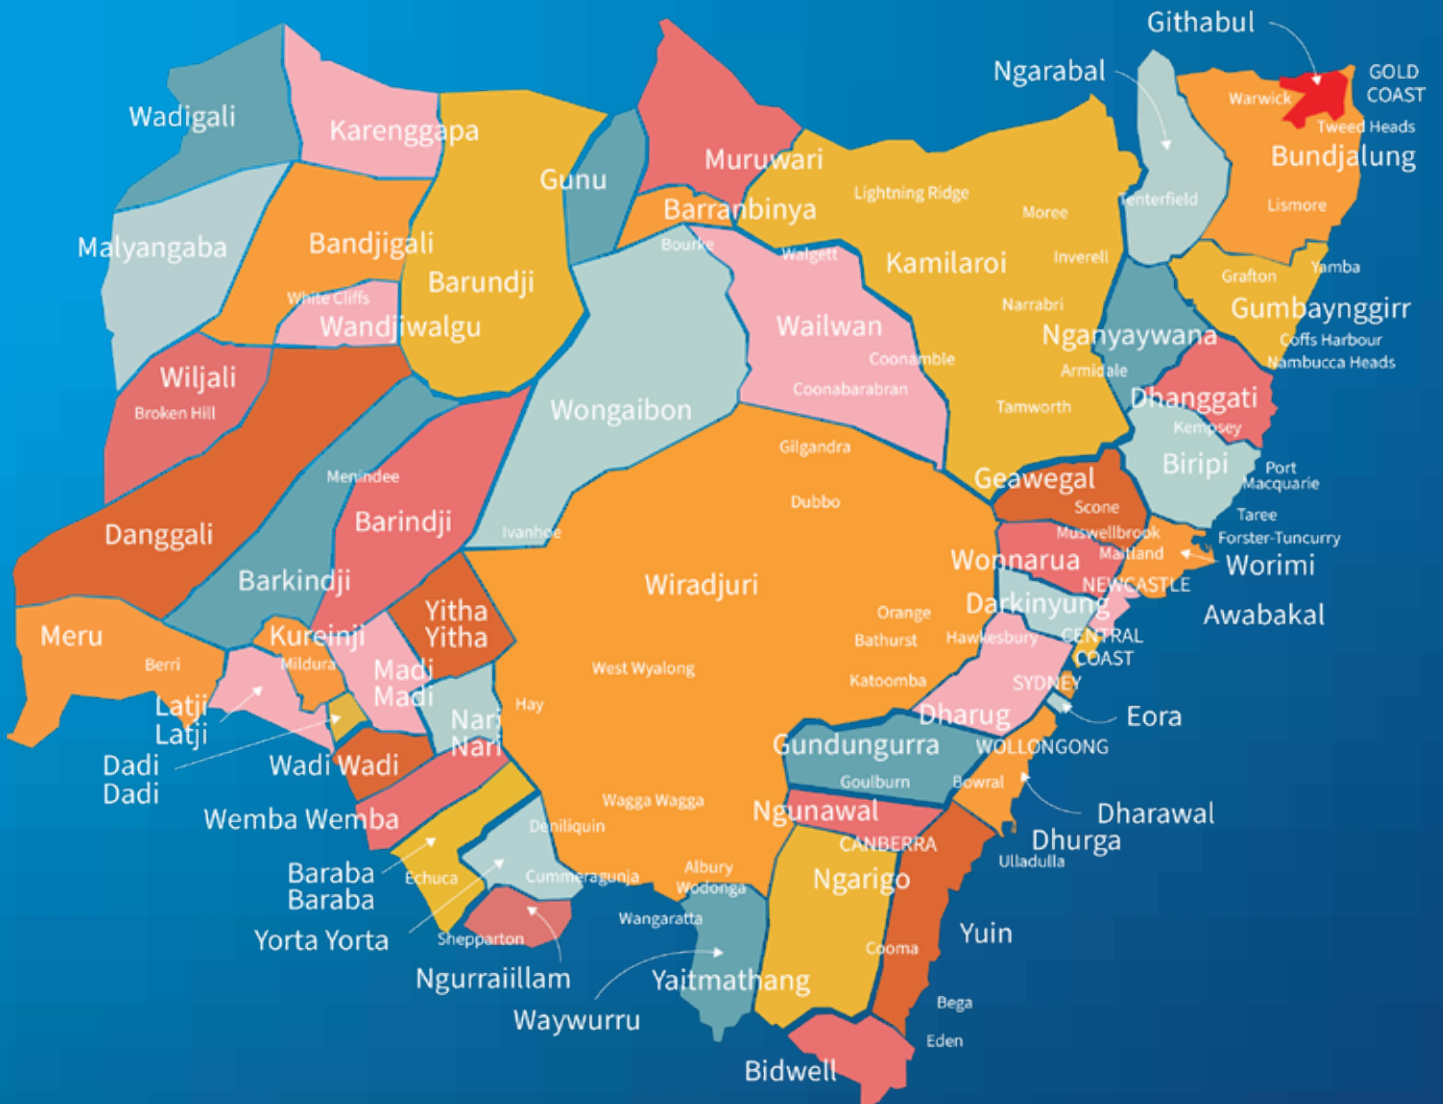 Githabul
Ngarabal
GOLD
COAST
Warwick
Tweed Heads
Wadigali
Karenggapa
Bundjalung
Muruwari
Gunu
Lightning Ridge
Tenterfield
Barranbinya
Moree
Lismore
Malyangaba
Bandjigali
Bourke
Walgett
Kamilaroi
Inverell
Yamba
Grafton
Barundji
White Cliffs
Narrabri
Gumbaynggirr
Wandjiwalgu
Wailwan
Nganyaywana
Coffs Harbour
Coonamble
Nambucca Heads
Armidale
Wiljali
Coonabarabran
Dhanggati
Broken Hill
Wongaibon
Tamworth
Kempsey
Gilgandra
Biripi
Port
Macquarie
Menindee
Geawegal
Dubbo
Scone
Taree
Barindji
Danggali
Ivanhoe
Muswellbrook
Forster-Tuncurry
Wonnarua
Maitland
Worimi
Barkindji
Wiradjuri
NEWCASTLE
Darkinyung
Yitha
Yitha
Orange
Awabakal
Meru
Kureinji
Bathurst
Hawkesbury
CENTRAL
COAST
Berri
Mildura
Madi
Madi
West Wyalong
Katoomba
SYDNEY
Latji
Latji
Hay
Nari
Nari
Dharug
Eora
Gundungurra
WOLLONGONG
Dadi
Dadi
Wadi Wadi
Goulburn
Bowral
Wagga Wagga
Ngunawal
Dharawal
Wemba Wemba
Deniliquin
CANBERRA
Dhurga
Ulladulla
Baraba
Baraba
Echuca
Cummeragunja
Albury
Wodonga
Ngarigo
Wangaratta
Yorta Yorta
Shepparton
Yuin
Cooma
Ngurraiillam
Yaitmathang
Bega
Waywurru
Eden
Bidwell